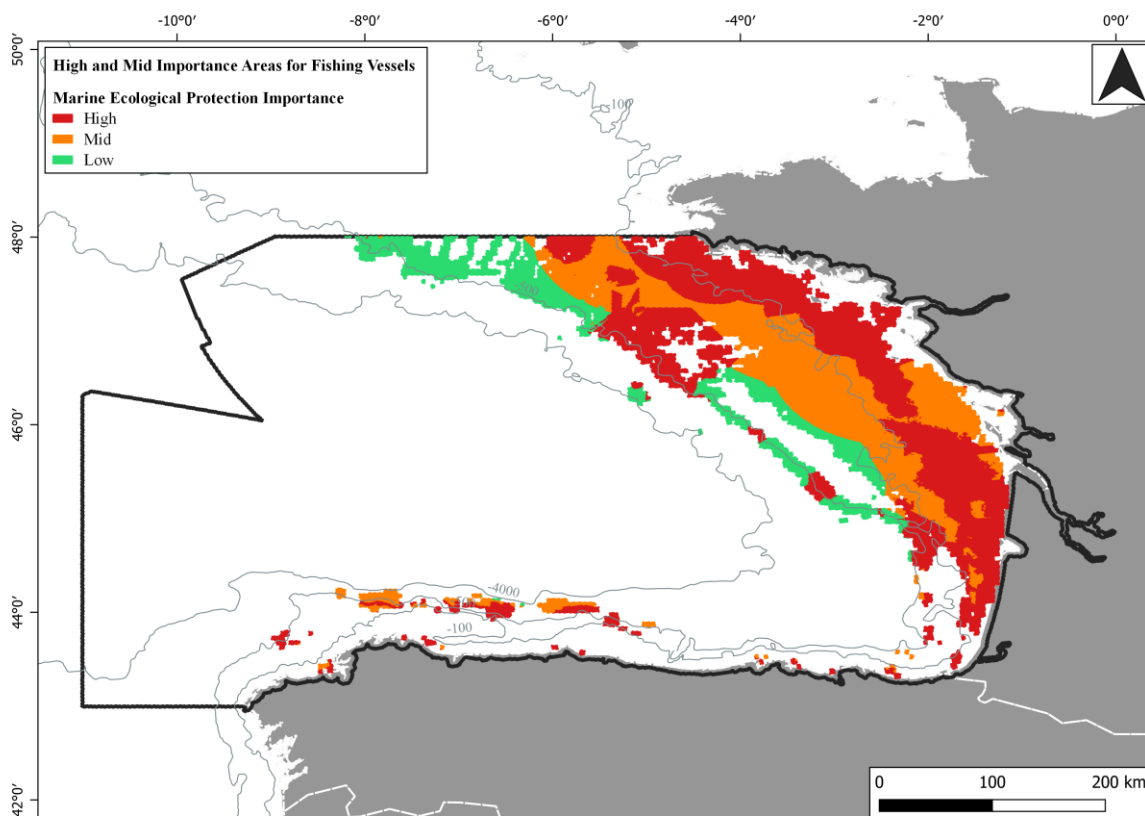 -10°0' -8°0' -6°0' -4°0' -2°0' 0°0'
50°0'
High and Mid Importance Areas for Fishing Vessels
Marine Ecological Protection Importance
High
Mid
Low
-100
48°0'
-500
46°0'
44°0'
-4000
-100
42°0'
0 100 200 km